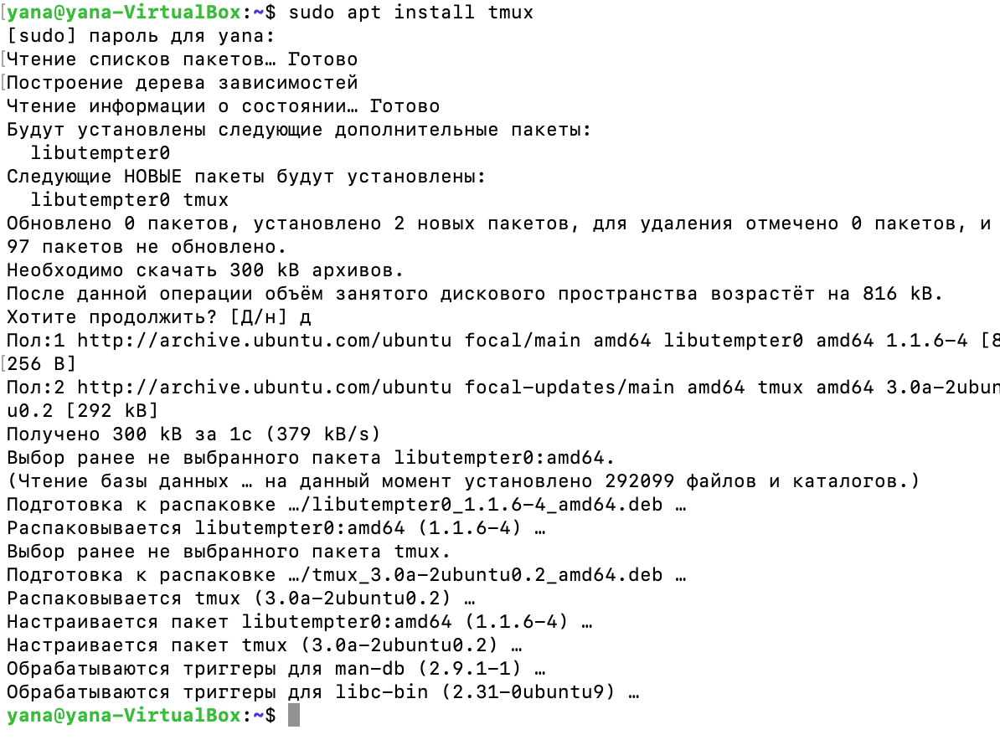 [yana@yana-VirtualBox:~$ sudo apt install tmux
[sudo] пароль для yana:
[Чтение списков пакетов… Готово
[Построение дерева зависимостей
Чтение информации о состоянии… Готово
Будут установлены следующие дополнительные пакеты:
  libutempter0
Следующие НОВЫЕ пакеты будут установлены:
  libutempter0 tmux
Обновлено 0 пакетов, установлено 2 новых пакетов, для удаления отмечено 0 пакетов, и
97 пакетов не обновлено.
Необходимо скачать 300 kB архивов.
После данной операции объём занятого дискового пространства возрастёт на 816 kB.
Хотите продолжить? [Д/н] д
Пол:1 http://archive.ubuntu.com/ubuntu focal/main amd64 libutempter0 amd64 1.1.6-4 [8
[256 B]
Пол:2 http://archive.ubuntu.com/ubuntu focal-updates/main amd64 tmux amd64 3.0a-2ubun
u0.2 [292 kB]
Получено 300 kB за 1с (379 kB/s)
Выбор ранее не выбранного пакета libutempter0:amd64.
(Чтение базы данных … на данный момент установлено 292099 файлов и каталогов.)
Подготовка к распаковке …/libutempter0_1.1.6-4_amd64.deb …
Распаковывается libutempter0:amd64 (1.1.6-4) …
Выбор ранее не выбранного пакета tmux.
Подготовка к распаковке …/tmux_3.0a-2ubuntu0.2_amd64.deb …
Распаковывается tmux (3.0a-2ubuntu0.2) …
Настраивается пакет libutempter0:amd64 (1.1.6-4) …
Настраивается пакет tmux (3.0a-2ubuntu0.2) …
Обрабатываются триггеры для man-db (2.9.1-1) …
Обрабатываются триггеры для libc-bin (2.31-0ubuntu9) …
yana@yana-VirtualBox:~$